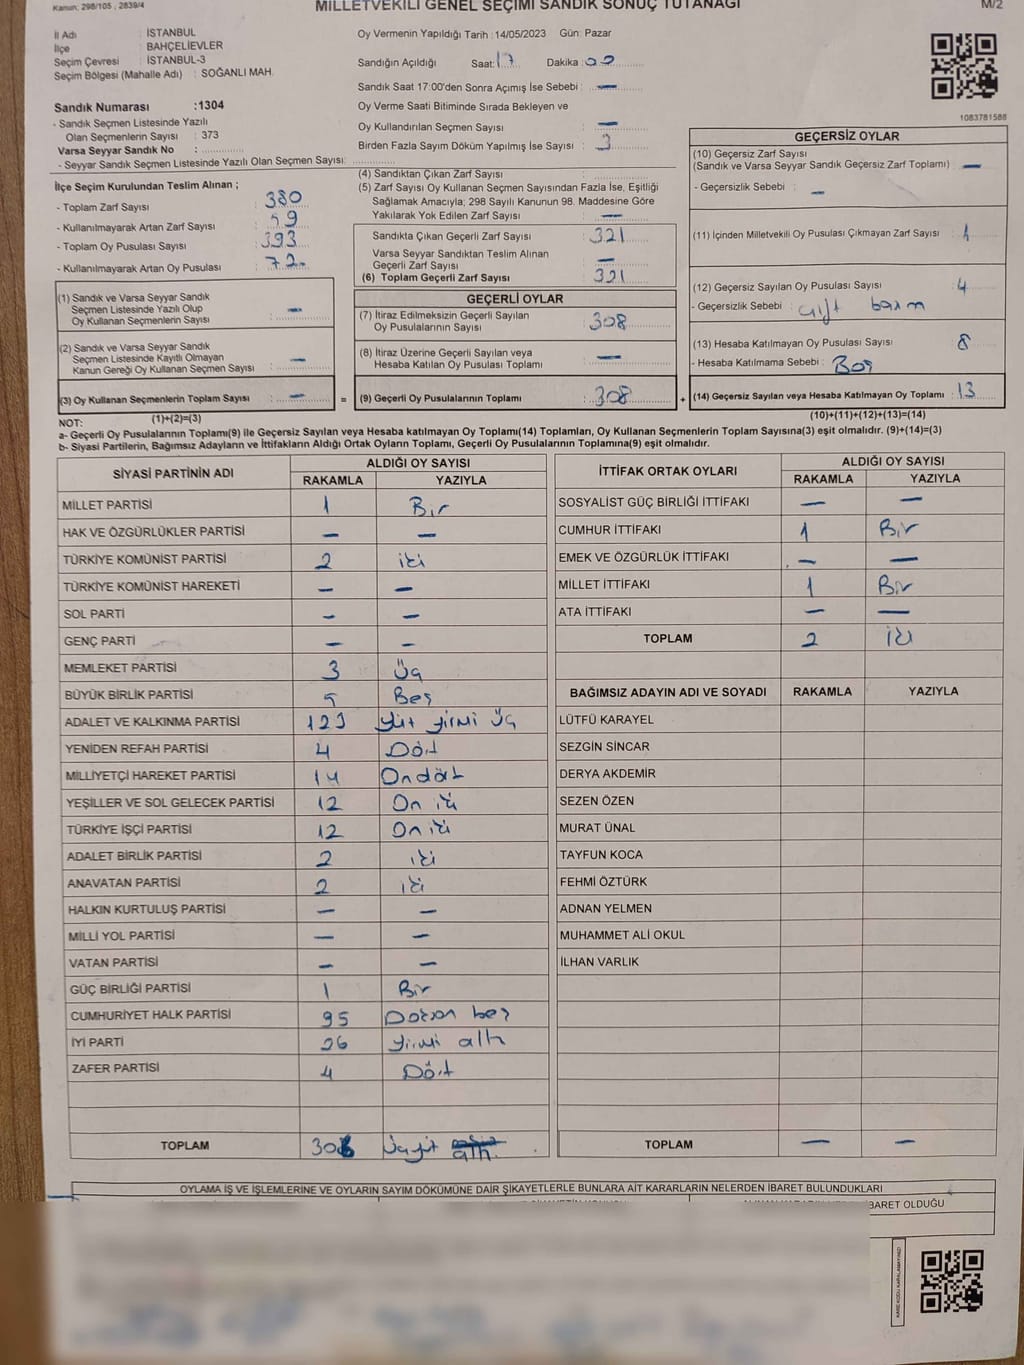 Kanun: 298/105 , 2839/4
MİLLETVEKİLİ GENEL SEÇİMİ SANDIK SONUÇ TUTANAĞI
M/2
İl Adı : İSTANBUL
İlçe : BAHÇELİEVLER
Seçim Çevresi : İSTANBUL-3
Seçim Bölgesi (Mahalle Adı) : SOĞANLI MAH.
Sandık Numarası :1304
- Sandık Seçmen Listesinde Yazılı
Olan Seçmenlerin Sayısı : 373
Varsa Seyyar Sandık No :
- Seyyar Sandık Seçmen Listesinde Yazılı Olan Seçmen Sayısı:
Oy Vermenin Yapıldığı Tarih :14/05/2023 Gün: Pazar
Sandığın Açıldığı Saat: 17 Dakika: 00
Sandık Saat 17:00'den Sonra Açımış İse Sebebi : —
Oy Verme Saati Bitiminde Sırada Bekleyen ve
Oy Kullandırılan Seçmen Sayısı : —
Birden Fazla Sayım Döküm Yapılmış İse Sayısı : 3
1083781588
İlçe Seçim Kurulundan Teslim Alınan ;
- Toplam Zarf Sayısı : 380
- Kullanılmayarak Artan Zarf Sayısı : 59
- Toplam Oy Pusulası Sayısı : 393
- Kullanılmayarak Artan Oy Pusulası : 72
(1) Sandık ve Varsa Seyyar Sandık
Seçmen Listesinde Yazılı Olup
Oy Kullanan Seçmenlerin Sayısı : —
(2) Sandık ve Varsa Seyyar Sandık
Seçmen Listesinde Kayıtlı Olmayan
Kanun Gereği Oy Kullanan Seçmen Sayısı : —
(3) Oy Kullanan Seçmenlerin Toplam Sayısı : —
=
(4) Sandıktan Çıkan Zarf Sayısı :
(5) Zarf Sayısı Oy Kullanan Seçmen Sayısından Fazla İse, Eşitliği
Sağlamak Amacıyla; 298 Sayılı Kanunun 98. Maddesine Göre
Yakılarak Yok Edilen Zarf Sayısı : —
Sandıkta Çıkan Geçerli Zarf Sayısı : 321
Varsa Seyyar Sandıktan Teslim Alınan
Geçerli Zarf Sayısı : —
(6) Toplam Geçerli Zarf Sayısı : 321
GEÇERLİ OYLAR
(7) İtiraz Edilmeksizin Geçerli Sayılan
Oy Pusulalarının Sayısı : 308
(8) İtiraz Üzerine Geçerli Sayılan veya
Hesaba Katılan Oy Pusulası Toplamı : —
(9) Geçerli Oy Pusulalarının Toplamı : 308
+
GEÇERSİZ OYLAR
(10) Geçersiz Zarf Sayısı
(Sandık ve Varsa Seyyar Sandık Geçersiz Zarf Toplamı) : —
- Geçersizlik Sebebi : —
(11) İçinden Milletvekili Oy Pusulası Çıkmayan Zarf Sayısı : 1
(12) Geçersiz Sayılan Oy Pusulası Sayısı : 4
- Geçersizlik Sebebi : çift basım
(13) Hesaba Katılmayan Oy Pusulası Sayısı : 8
- Hesaba Katılmama Sebebi : Boş
(14) Geçersiz Sayılan veya Hesaba Katılmayan Oy Toplamı : 13
NOT: (1)+(2)=(3)
(10)+(11)+(12)+(13)=(14)
a- Geçerli Oy Pusulalarının Toplamı(9) ile Geçersiz Sayılan veya Hesaba katılmayan Oy Toplamı(14) Toplamları, Oy Kullanan Seçmenlerin Toplam Sayısına(3) eşit olmalıdır. (9)+(14)=(3)
b- Siyasi Partilerin, Bağımsız Adayların ve İttifakların Aldığı Ortak Oyların Toplamı, Geçerli Oy Pusulalarının Toplamına(9) eşit olmalıdır.
SİYASİ PARTİNİN ADI
ALDIĞI OY SAYISI
RAKAMLA YAZIYLA
MİLLET PARTİSİ 1 Bir
HAK VE ÖZGÜRLÜKLER PARTİSİ — —
TÜRKİYE KOMÜNİST PARTİSİ 2 iki
TÜRKİYE KOMÜNİST HAREKETİ — —
SOL PARTİ — —
GENÇ PARTİ — —
MEMLEKET PARTİSİ 3 Üç
BÜYÜK BİRLİK PARTİSİ 5 Beş
ADALET VE KALKINMA PARTİSİ 123 Yüz yirmi üç
YENİDEN REFAH PARTİSİ 4 Dört
MİLLİYETÇİ HAREKET PARTİSİ 14 On dört
YEŞİLLER VE SOL GELECEK PARTİSİ 12 On iki
TÜRKİYE İŞÇİ PARTİSİ 12 On iki
ADALET BİRLİK PARTİSİ 2 iki
ANAVATAN PARTİSİ 2 iki
HALKIN KURTULUŞ PARTİSİ — —
MİLLİ YOL PARTİSİ — —
VATAN PARTİSİ — —
GÜÇ BİRLİĞİ PARTİSİ 1 Bir
CUMHURİYET HALK PARTİSİ 95 Doksan beş
İYİ PARTİ 26 Yirmi altı
ZAFER PARTİSİ 4 Dört
TOPLAM 306 Üçyüz altı.
İTTİFAK ORTAK OYLARI
ALDIĞI OY SAYISI
RAKAMLA YAZIYLA
SOSYALİST GÜÇ BİRLİĞİ İTTİFAKI — —
CUMHUR İTTİFAKI 1 Bir
EMEK VE ÖZGÜRLÜK İTTİFAKI — —
MİLLET İTTİFAKI 1 Bir
ATA İTTİFAKI — —
TOPLAM 2 iki
BAĞIMSIZ ADAYIN ADI VE SOYADI RAKAMLA YAZIYLA
LÜTFÜ KARAYEL
SEZGİN SİNCAR
DERYA AKDEMİR
SEZEN ÖZEN
MURAT ÜNAL
TAYFUN KOCA
FEHMİ ÖZTÜRK
ADNAN YELMEN
MUHAMMET ALİ OKUL
İLHAN VARLIK
TOPLAM — —
OYLAMA İŞ VE İŞLEMLERİNE VE OYLARIN SAYIM DÖKÜMÜNE DAİR ŞİKAYETLERLE BUNLARA AİT KARARLARIN NELERDEN İBARET BULUNDUKLARI
BARET OLDUĞU